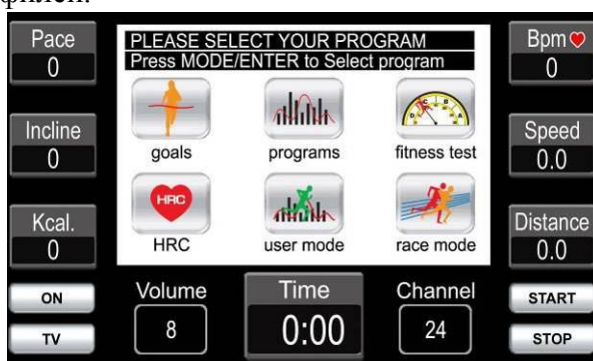 Pace
0
PLEASE SELECT YOUR PROGRAM
Press MODE/ENTER to Select program
Bpm
0
Incline
0
goals
programs
fitness test
Speed
0.0
HRC
Kcal.
0
HRC
user mode
race mode
Distance
0.0
ON
TV
Volume
8
Time
0:00
Channel
24
START
STOP